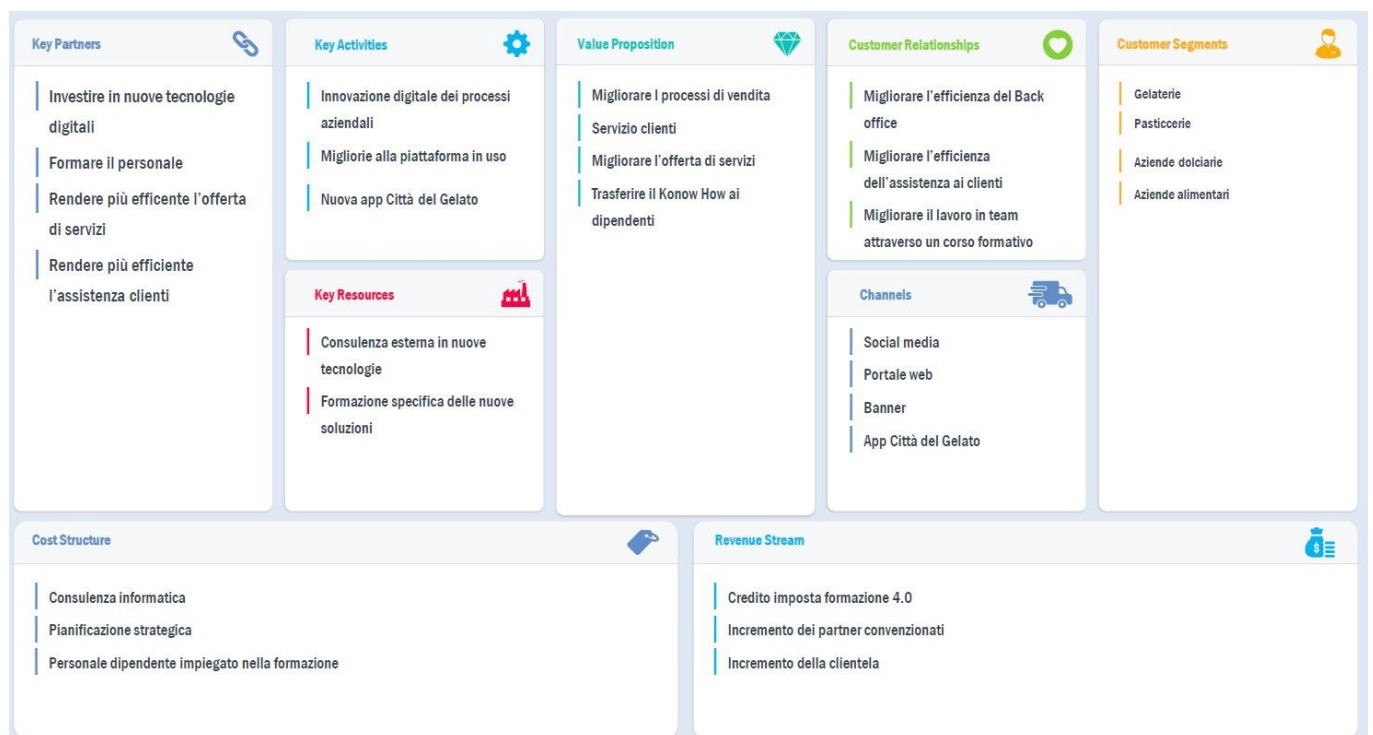 Key Partners
Investire in nuove tecnologie
digitali
Formare il personale
Rendere più efficente l’offerta
di servizi
Rendere più efficiente
l’assistenza clienti
Key Activities
Innovazione digitale dei processi
aziendali
Migliorie alla piattaforma in uso
Nuova app Città del Gelato
Key Resources
Consulenza esterna in nuove
tecnologie
Formazione specifica delle nuove
soluzioni
Value Proposition
Migliorare I processi di vendita
Servizio clienti
Migliorare l’offerta di servizi
Trasferire il Konow How ai
dipendenti
Customer Relationships
Migliorare l’efficienza del Back
office
Migliorare l’efficienza
dell’assistenza ai clienti
Migliorare il lavoro in team
attraverso un corso formativo
Channels
Social media
Portale web
Banner
App Città del Gelato
Customer Segments
Gelaterie
Pasticcerie
Aziende dolciarie
Aziende alimentari
Cost Structure
Consulenza informatica
Pianificazione strategica
Personale dipendente impiegato nella formazione
Revenue Stream
$
Credito imposta formazione 4.0
Incremento dei partner convenzionati
Incremento della clientela